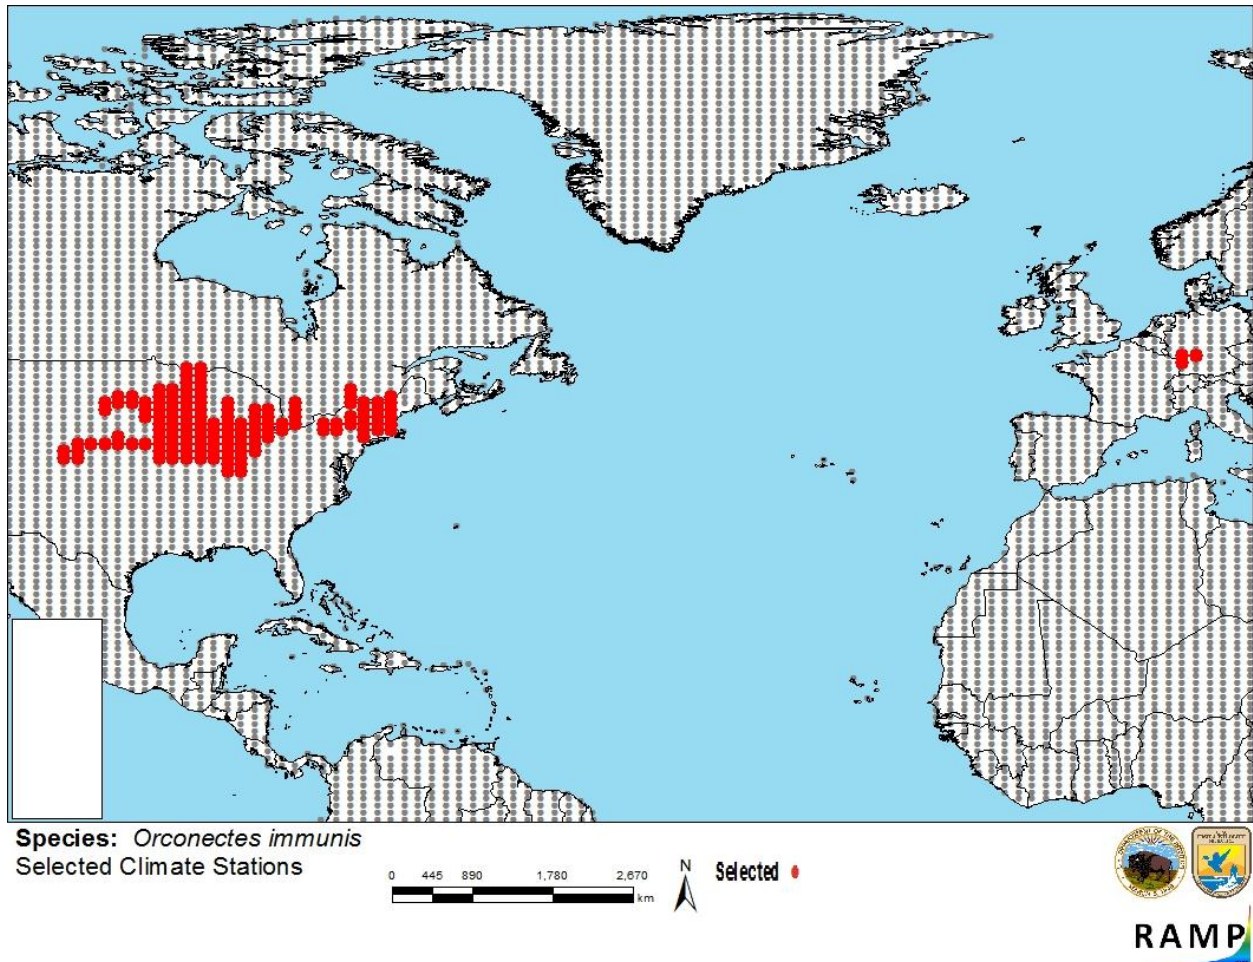 Species: Orconectes immunis
Selected Climate Stations
0 445 890 1,780 2,670
km
N
Selected
RAMP